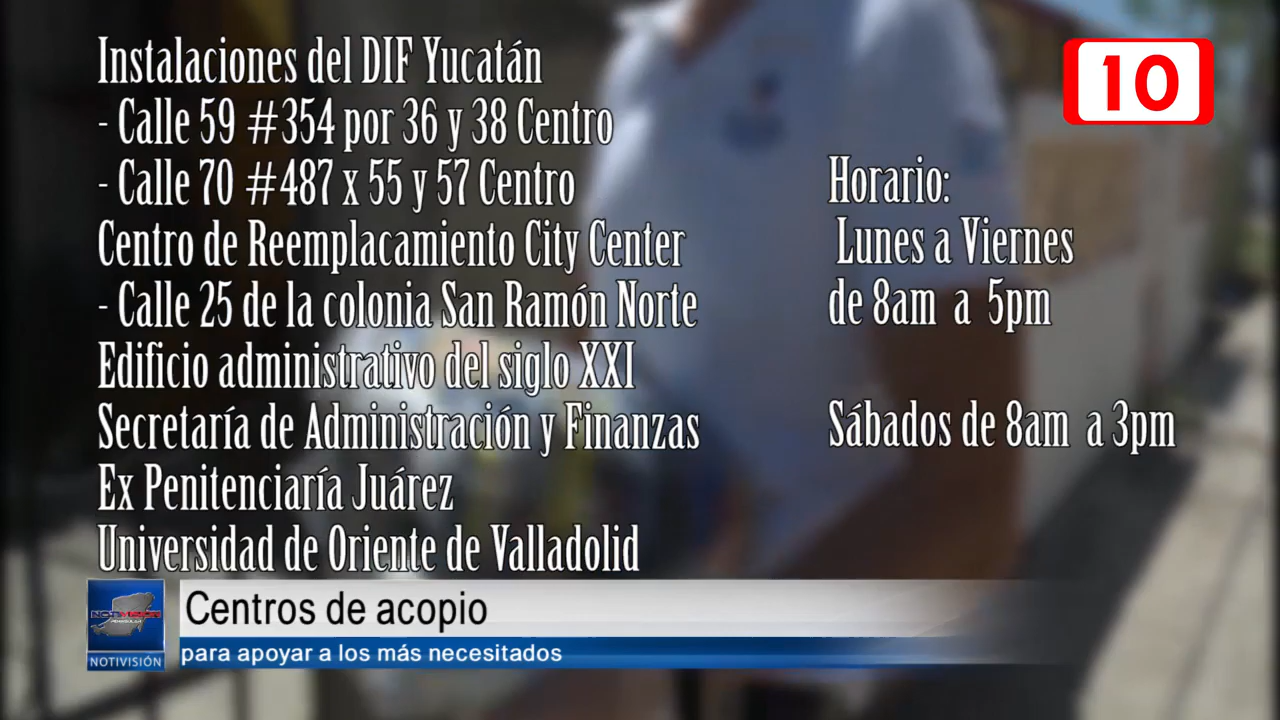 Instalaciones del DIF Yucatán
- Calle 59 #354 por 36 y 38 Centro
- Calle 70 #487 x 55 y 57 Centro
Centro de Reemplacamiento City Center
- Calle 25 de la colonia San Ramón Norte
Edificio administrativo del siglo XXI
Secretaría de Administración y Finanzas
Ex Penitenciaría Juárez
Universidad de Oriente de Valladolid
10
Horario:
Lunes a Viernes
de 8am a 5pm
Sábados de 8am a 3pm
NOTIVISIÓN
Centros de acopio
para apoyar a los más necesitados